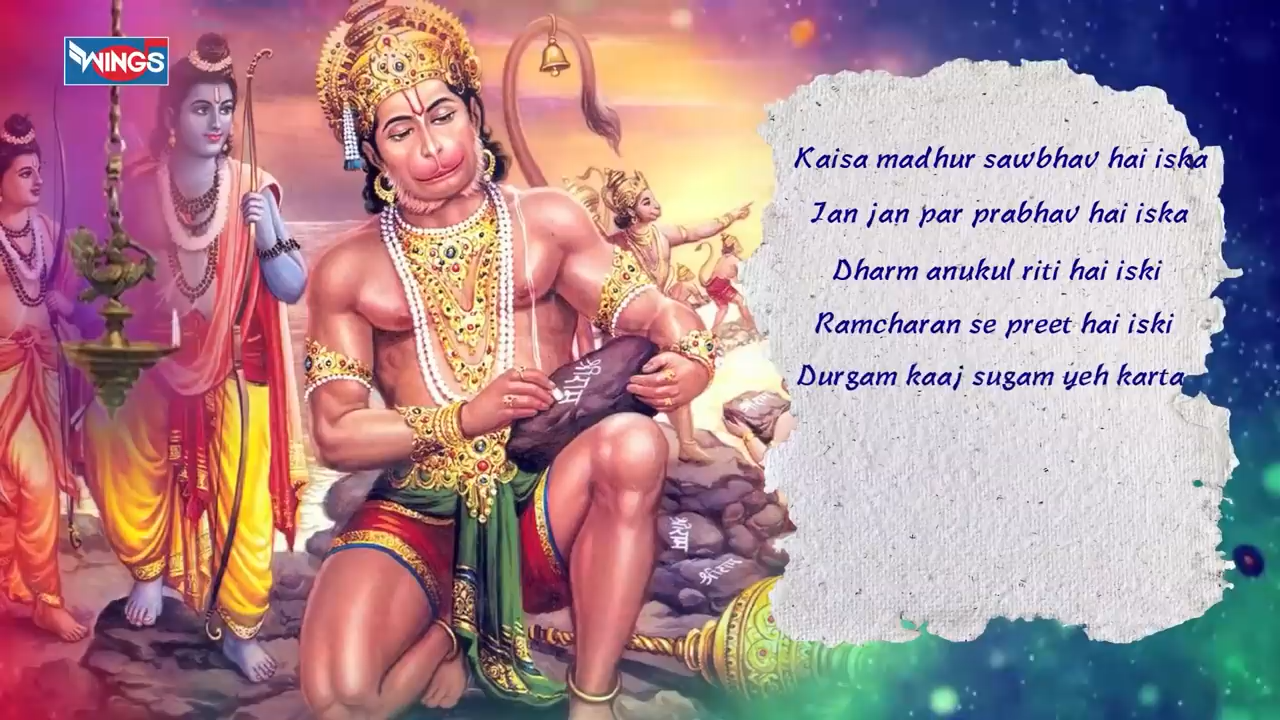 WINGS
Kaisa madhur sawbhav hai iska
Jan jan par prabhav hai iska
Dharm anukul riti hai iski
Ramcharan se preet hai iski
Durgam kaaj sugam yeh karta
श्रीराम
श्रीराम
श्रीराम
श्रीराम